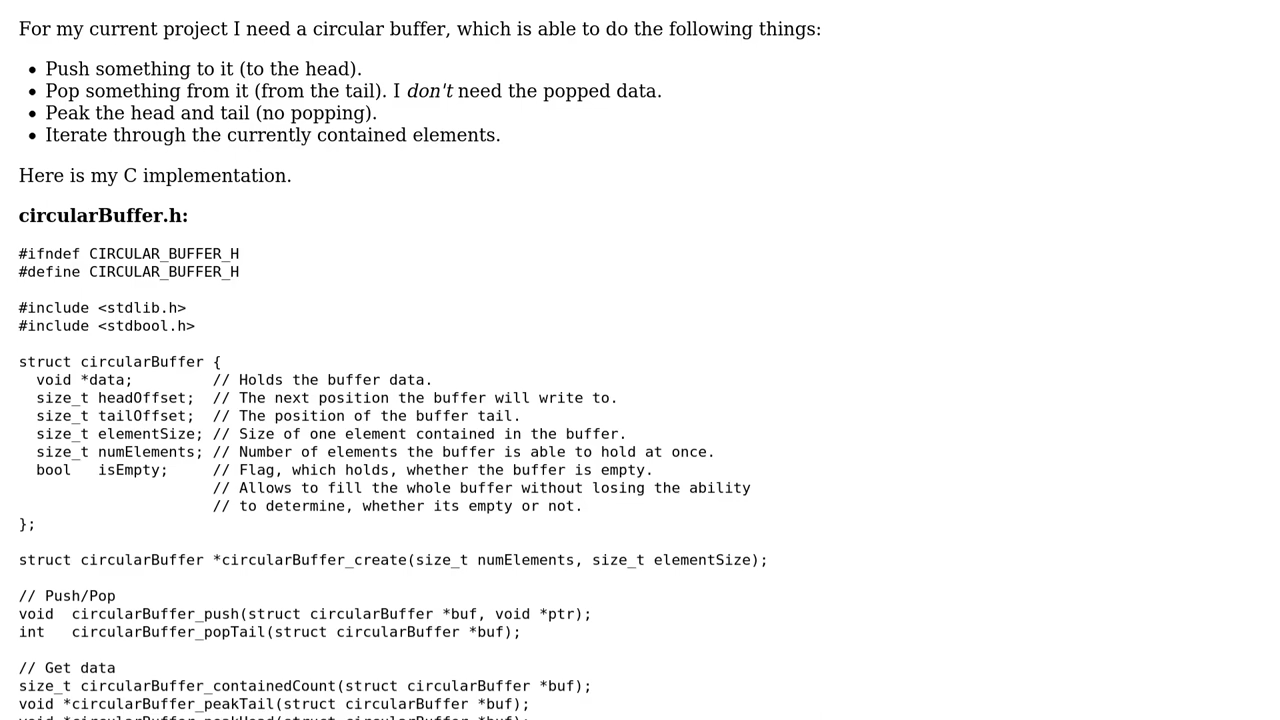 For my current project I need a circular buffer, which is able to do the following things:
• Push something to it (to the head).
• Pop something from it (from the tail). I don't need the popped data.
• Peak the head and tail (no popping).
• Iterate through the currently contained elements.
Here is my C implementation.
circularBuffer.h:
#ifndef CIRCULAR_BUFFER_H
#define CIRCULAR_BUFFER_H
#include <stdlib.h>
#include <stdbool.h>
struct circularBuffer {
  void *data;         // Holds the buffer data.
  size_t headOffset;  // The next position the buffer will write to.
  size_t tailOffset;  // The position of the buffer tail.
  size_t elementSize; // Size of one element contained in the buffer.
  size_t numElements; // Number of elements the buffer is able to hold at once.
  bool   isEmpty;     // Flag, which holds, whether the buffer is empty.
                      // Allows to fill the whole buffer without losing the ability
                      // to determine, whether its empty or not.
};
struct circularBuffer *circularBuffer_create(size_t numElements, size_t elementSize);
// Push/Pop
void  circularBuffer_push(struct circularBuffer *buf, void *ptr);
int   circularBuffer_popTail(struct circularBuffer *buf);
// Get data
size_t circularBuffer_containedCount(struct circularBuffer *buf);
void *circularBuffer_peakTail(struct circularBuffer *buf);
void *circularBuffer_peakHead(struct circularBuffer *buf);